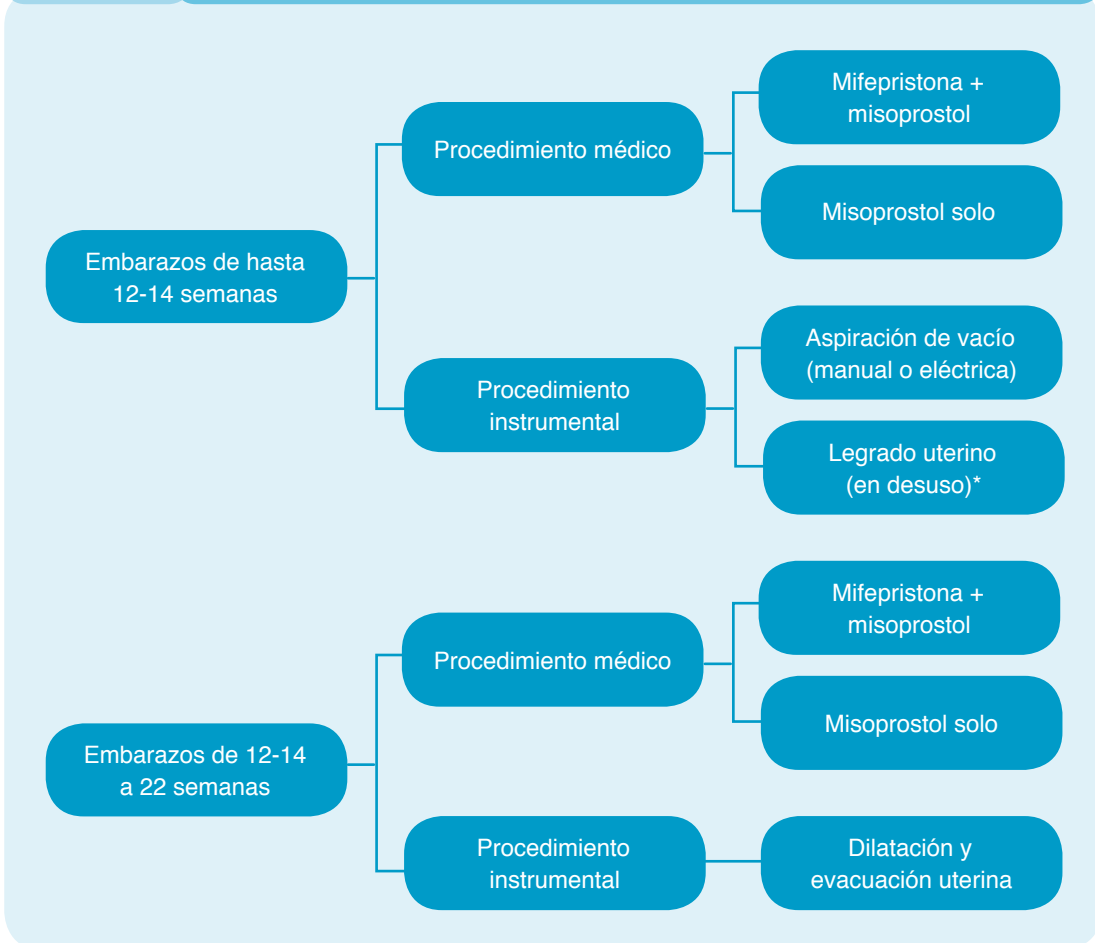 Embarazos de hasta
12-14 semanas
Procedimiento médico
Mifepristona +
misoprostol
Misoprostol solo
Procedimiento
instrumental
Aspiración de vacío
(manual o eléctrica)
Legrado uterino
(en desuso)*
Embarazos de 12-14
a 22 semanas
Procedimiento médico
Mifepristona +
misoprostol
Misoprostol solo
Procedimiento
instrumental
Dilatación y
evacuación uterina